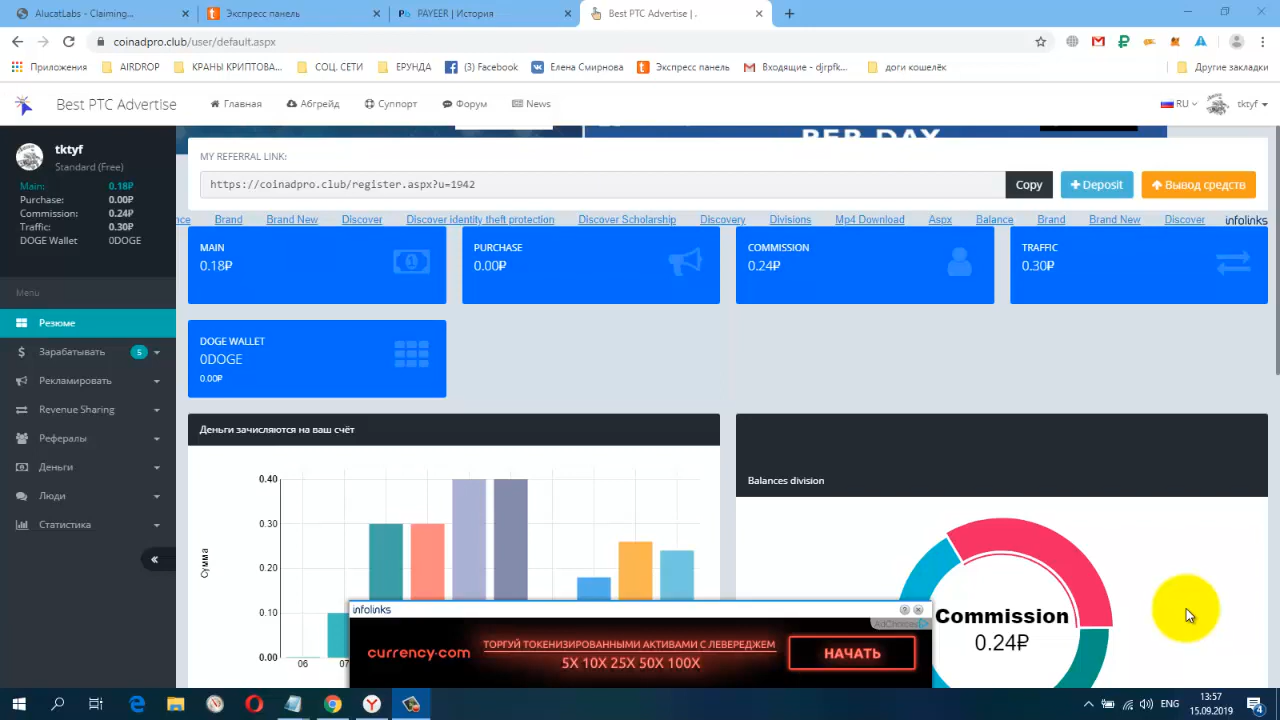 AlucatLabs - Claiming...
Экспресс панель
PAYEER | История
Best PTC Advertise | .
coinadpro.club/user/default.aspx
Приложения
AIRDROP
КРАНЫ КРИПТОВА...
СОЦ. СЕТИ
ЕРУНДА
(3) Facebook
Елена Смирнова
Экспресс панель
Входящие - djrpfk...
доги кошелёк
Другие закладки
Best PTC Advertise
Главная
Абгрейд
Суппорт
Форум
News
RU
tktyf
tktyf
Standard (Free)
Main: 0.18₽
Purchase: 0.00₽
Commission: 0.24₽
Traffic: 0.30₽
DOGE Wallet 0DOGE
Menu
Резюме
Зарабатывать 5
Рекламировать
Revenue Sharing
Рефералы
Деньги
Люди
Статистика
PER DAY
MY REFERRAL LINK:
https://coinadpro.club/register.aspx?u=1942
Copy
Deposit
Вывод средств
nce Brand Brand New Discover Discover identity theft protection Discover Scholarship Discovery Divisions Mp4 Download Aspx Balance Brand Brand New Discover infolinks
MAIN
0.18₽
PURCHASE
0.00₽
COMMISSION
0.24₽
TRAFFIC
0.30₽
DOGE WALLET
0DOGE
0.00₽
Деньги зачисляются на ваш счёт
Сумма
0.40
0.30
0.20
0.10
0.00
06 07
Balances division
Commission
0.24₽
infolinks
AdChoices
currency.com
ТОРГУЙ ТОКЕНИЗИРОВАННЫМИ АКТИВАМИ С ЛЕВЕРЕДЖЕМ
5X 10X 25X 50X 100X
НАЧАТЬ
ENG
13:57
15.09.2019
4